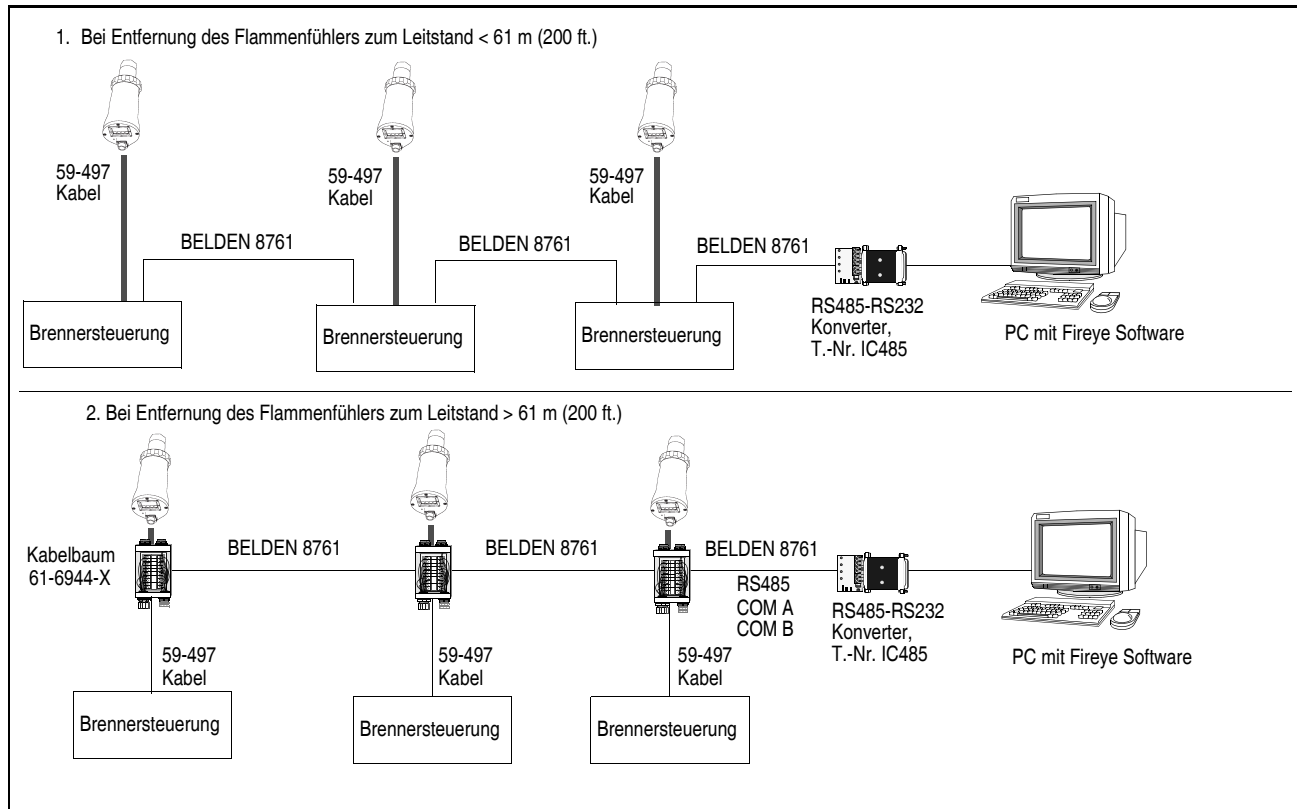 1. Bei Entfernung des Flammenfühlers zum Leitstand < 61 m (200 ft.)
59-497
Kabel
59-497
Kabel
59-497
Kabel
BELDEN 8761
BELDEN 8761
BELDEN 8761
Brennersteuerung
Brennersteuerung
Brennersteuerung
RS485-RS232
Konverter,
T.-Nr. IC485
PC mit Fireye Software
2. Bei Entfernung des Flammenfühlers zum Leitstand > 61 m (200 ft.)
Kabelbaum
61-6944-X
BELDEN 8761
BELDEN 8761
BELDEN 8761
RS485
COM A
COM B
RS485-RS232
Konverter,
T.-Nr. IC485
PC mit Fireye Software
59-497
Kabel
59-497
Kabel
59-497
Kabel
Brennersteuerung
Brennersteuerung
Brennersteuerung